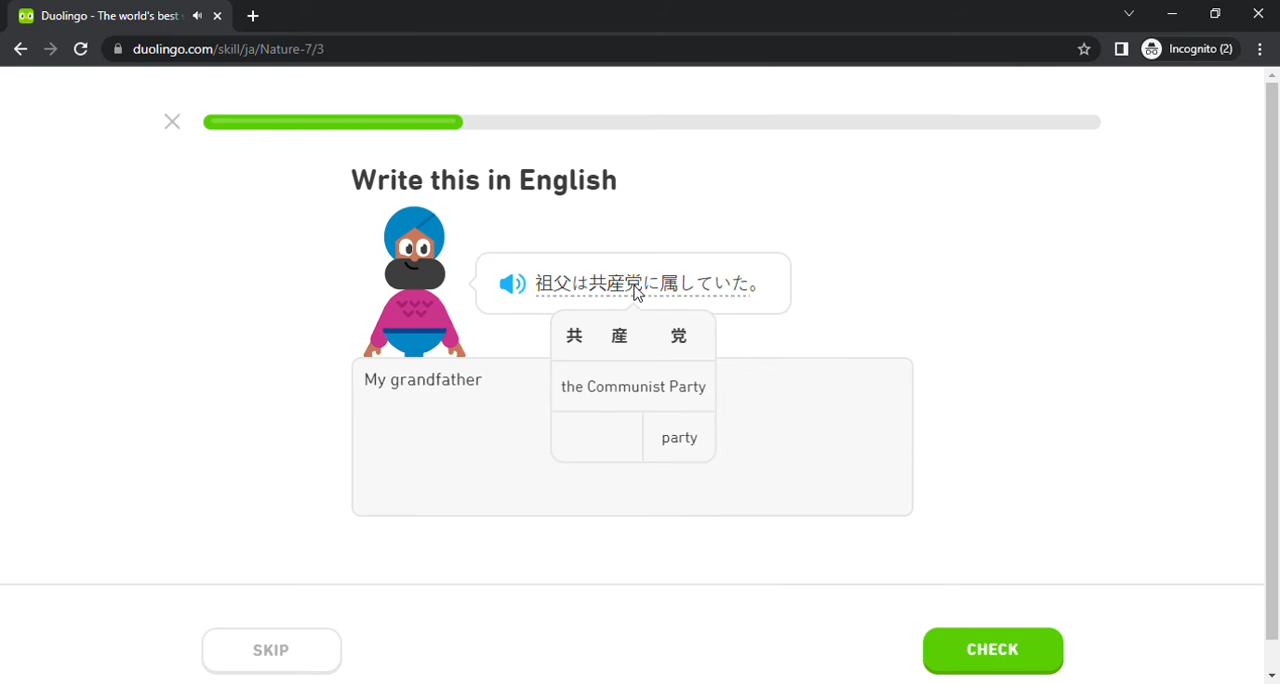 Duolingo - The world's best
duolingo.com/skill/ja/Nature-7/3
Incognito (2)
Write this in English
祖父は共産党に属していた。
共 産 党
the Communist Party
party
My grandfather
SKIP
CHECK